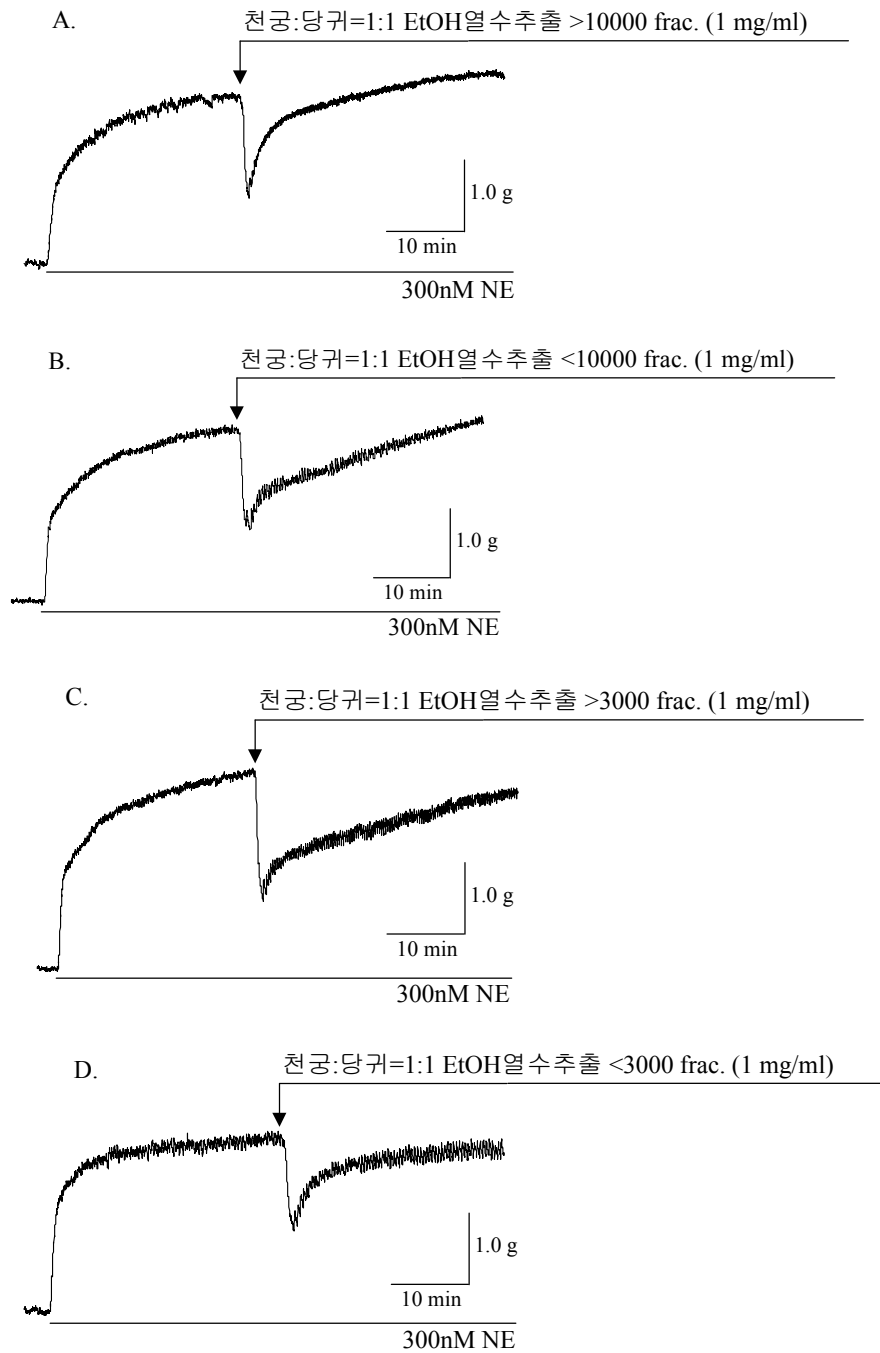 A.
천궁:당귀=1:1 EtOH열수추출 >10000 frac. (1 mg/ml)
1.0 g
10 min
300nM NE
B.
천궁:당귀=1:1 EtOH열수추출 <10000 frac. (1 mg/ml)
1.0 g
10 min
300nM NE
C.
천궁:당귀=1:1 EtOH열수추출 >3000 frac. (1 mg/ml)
1.0 g
10 min
300nM NE
D.
천궁:당귀=1:1 EtOH열수추출 <3000 frac. (1 mg/ml)
1.0 g
10 min
300nM NE